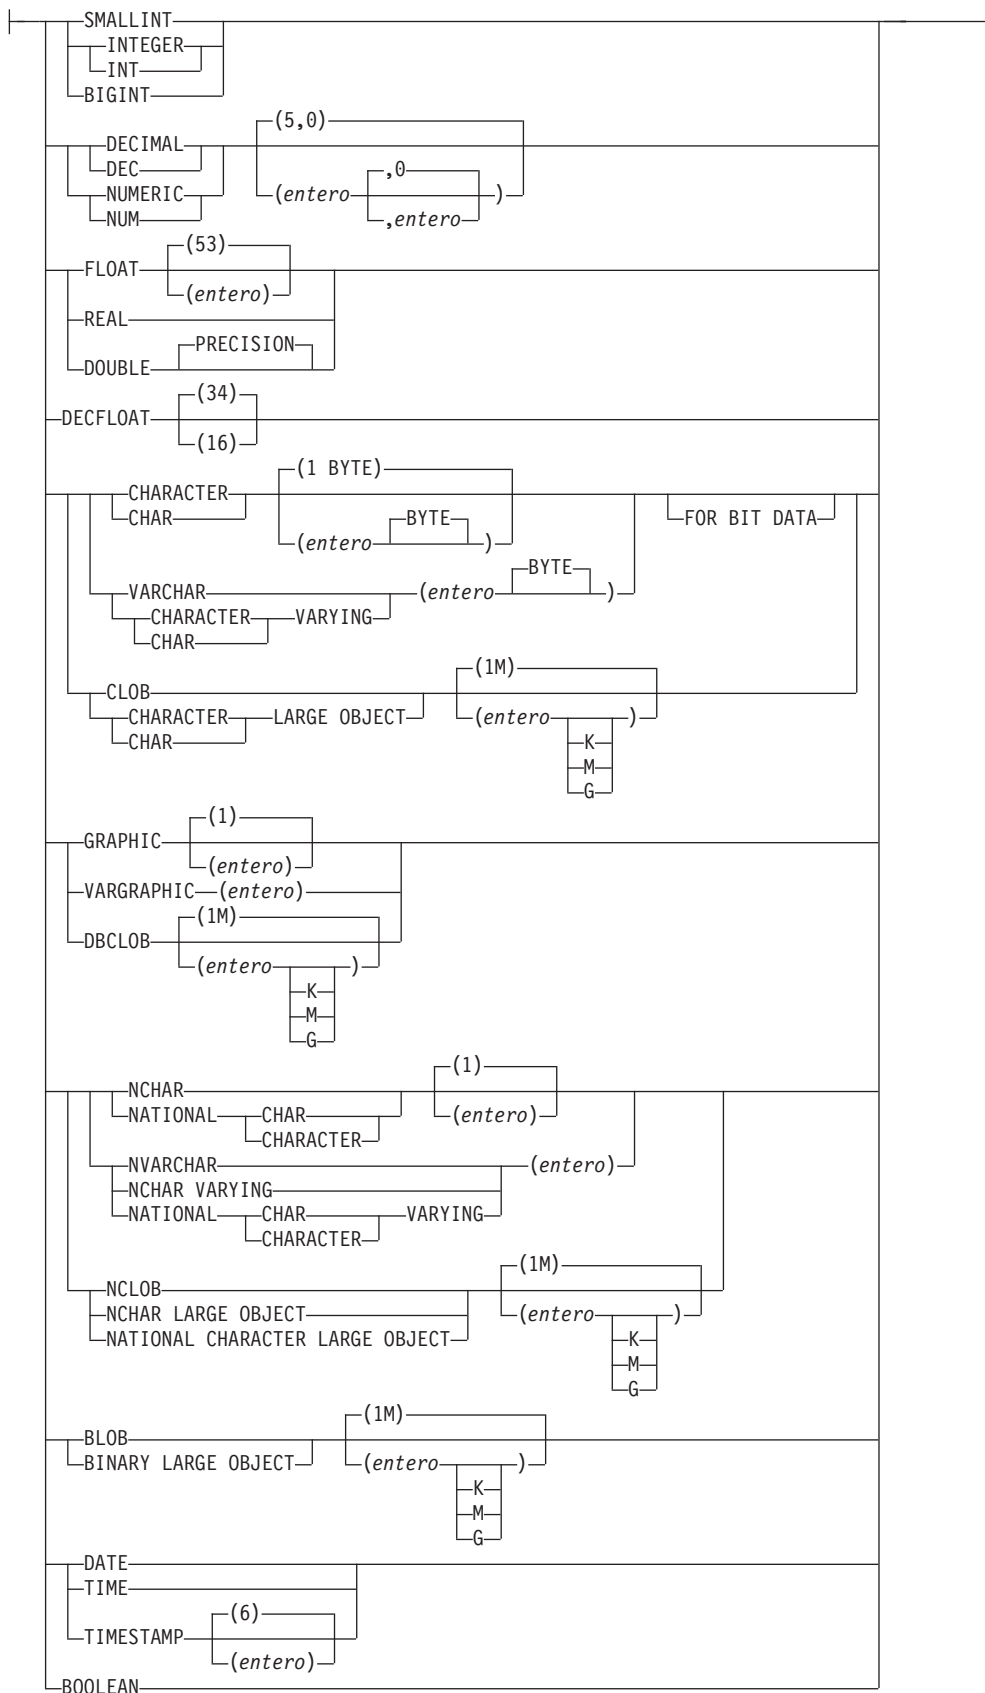 SMALLINT
INTEGER
INT
BIGINT
(5,0)
DECIMAL
DEC ,0
NUMERIC (entero )
NUM ,entero
(53)
FLOAT
(entero)
REAL
PRECISION
DOUBLE
(34)
DECFLOAT
(16)
(1 BYTE)
CHARACTER
CHAR BYTE FOR BIT DATA
(entero )
BYTE
VARCHAR (entero )
CHARACTER VARYING
CHAR
(1M)
CLOB
CHARACTER LARGE OBJECT (entero )
CHAR K
M
G
(1)
GRAPHIC
(entero)
VARGRAPHIC (entero)
(1M)
DBCLOB
(entero )
K
M
G
(1)
NCHAR
NATIONAL CHAR (entero)
CHARACTER
NVARCHAR (entero)
NCHAR VARYING
NATIONAL CHAR VARYING
CHARACTER
(1M)
NCLOB
NCHAR LARGE OBJECT (entero )
NATIONAL CHARACTER LARGE OBJECT K
M
G
(1M)
BLOB
BINARY LARGE OBJECT (entero )
K
M
G
DATE
TIME
(6)
TIMESTAMP
(entero)
BOOLEAN